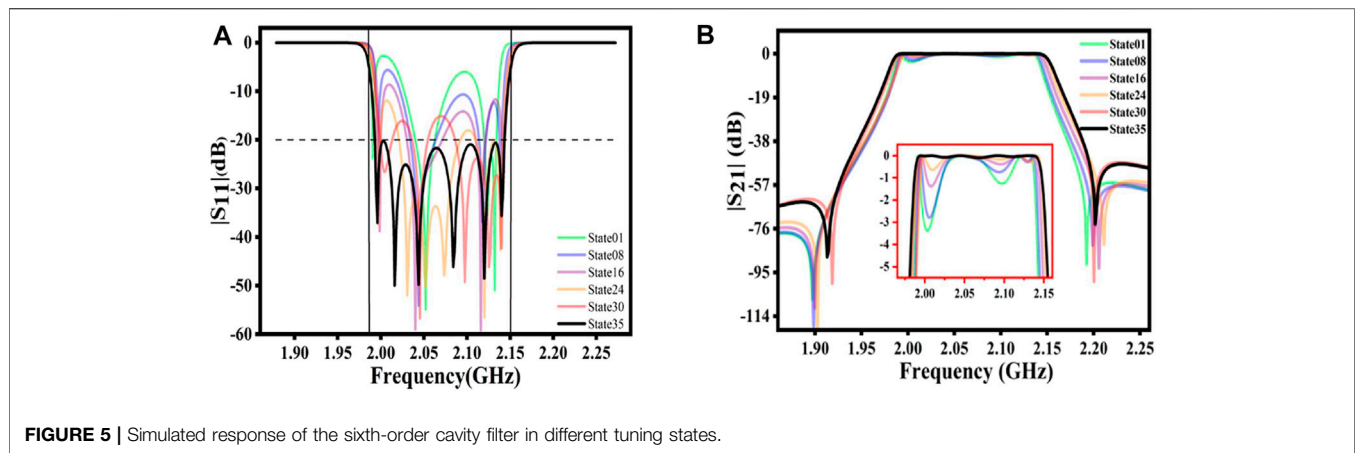 A
|S11|(dB)
0
-10
-20
-30
-40
-50
-60
State01
State08
State16
State24
State30
State35
1.90 1.95 2.00 2.05 2.10 2.15 2.20 2.25
Frequency(GHz)
B
|S21| (dB)
0
-19
-38
-57
-76
-95
-114
State01
State08
State16
State24
State30
State35
0
-1
-2
-3
-4
-5
2.00 2.05 2.10 2.15
1.90 1.95 2.00 2.05 2.10 2.15 2.20 2.25
Frequency (GHz)
FIGURE 5 | Simulated response of the sixth-order cavity filter in different tuning states.